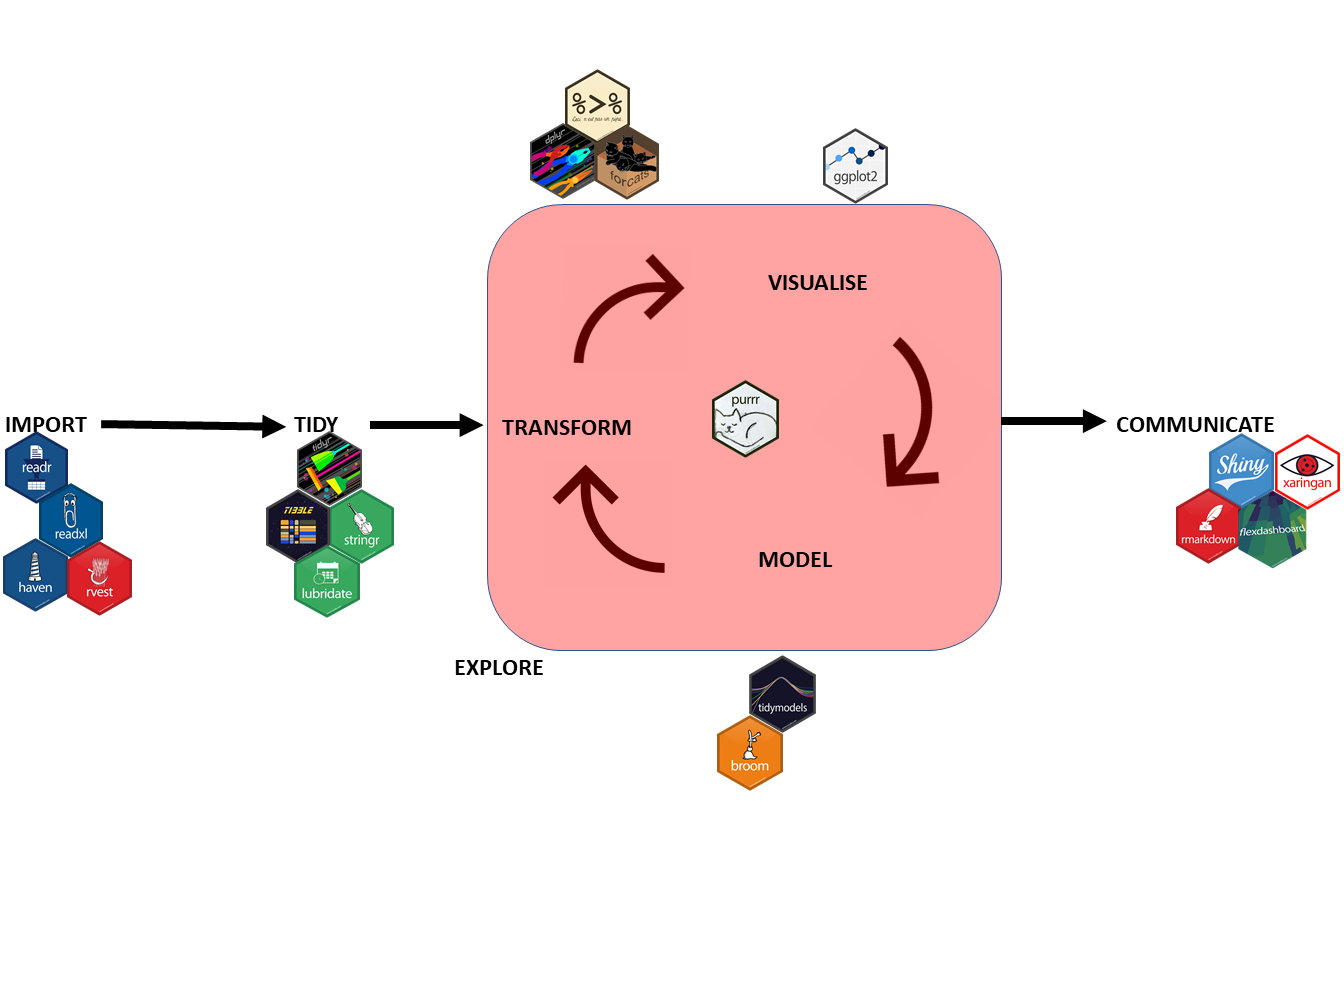 %>%
Ceci n'est pas un pipe.
dplyr
forcats
ggplot2
VISUALISE
purrr
IMPORT
TIDY
TRANSFORM
COMMUNICATE
readr
readxl
haven
rvest
tidyr
TIBBLE
stringr
lubridate
Shiny
xaringan
rmarkdown
flexdashboard
MODEL
EXPLORE
tidymodels
broom